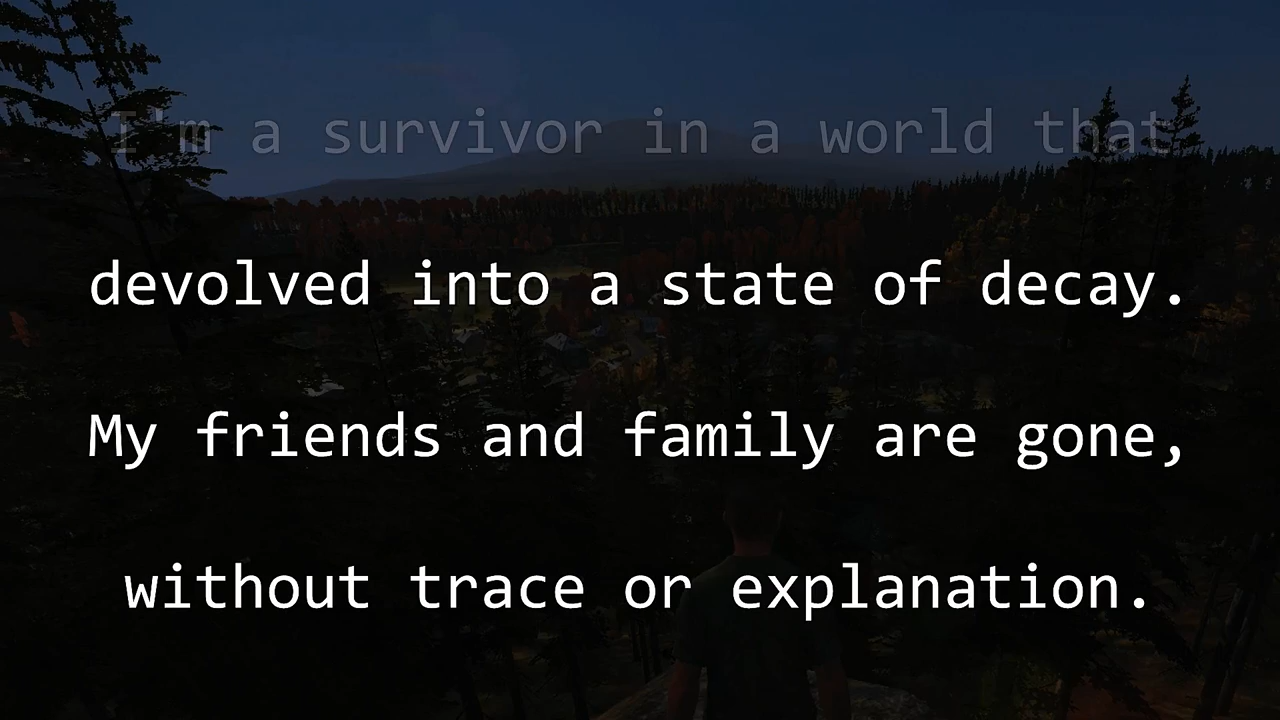 I'm a survivor in a world that
devolved into a state of decay.
My friends and family are gone,
without trace or explanation.